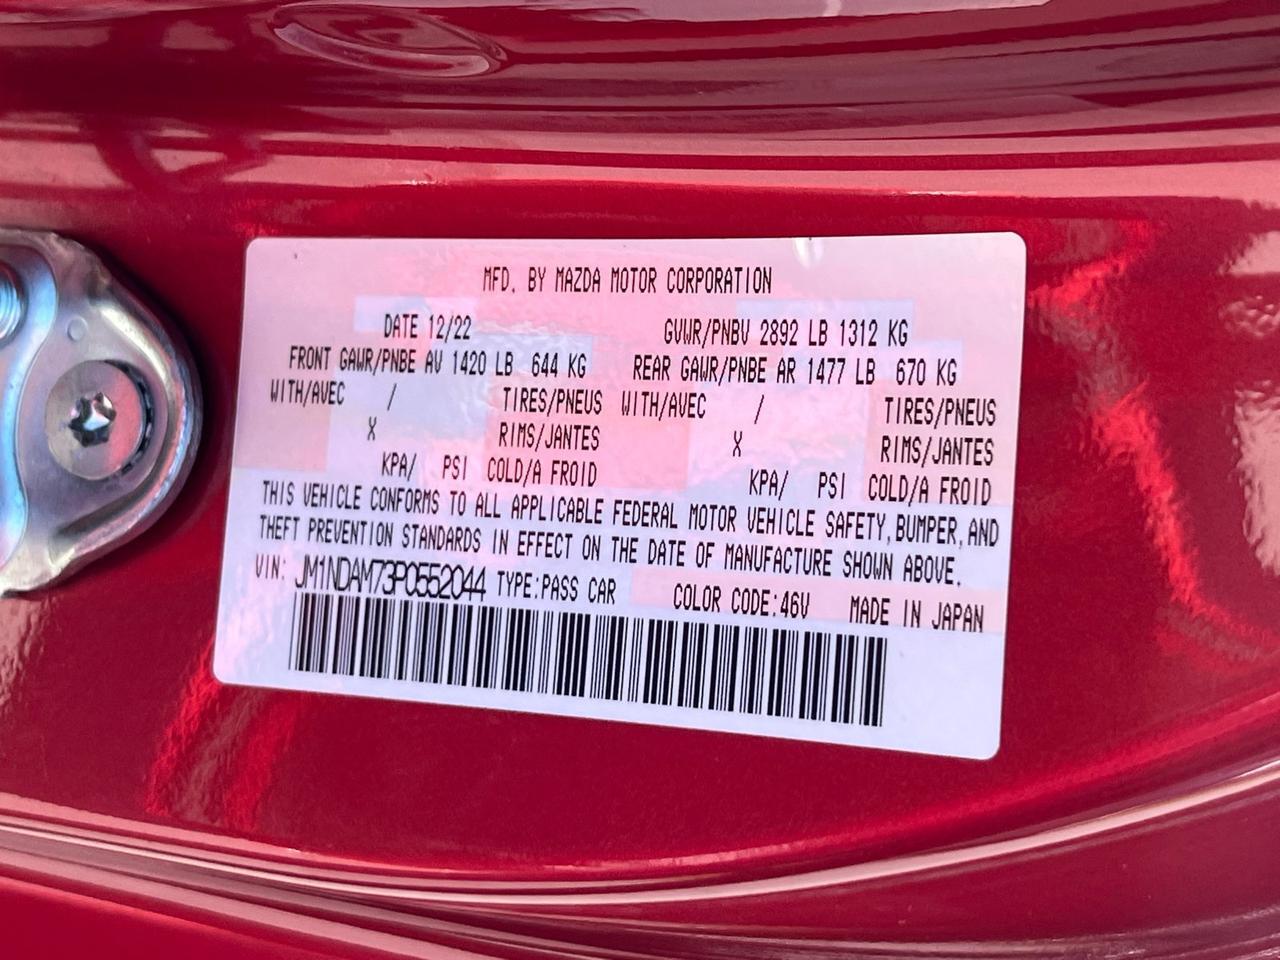 MFD. BY MAZDA MOTOR CORPORATION
DATE 12/22 GVWR/PNBV 2892 LB 1312 KG
FRONT GAWR/PNBE AV 1420 LB 644 KG REAR GAWR/PNBE AR 1477 LB 670 KG
WITH/AVEC / TIRES/PNEUS WITH/AVEC / TIRES/PNEUS
X RIMS/JANTES X RIMS/JANTES
KPA/ PSI COLD/A FROID KPA/ PSI COLD/A FROID
THIS VEHICLE CONFORMS TO ALL APPLICABLE FEDERAL MOTOR VEHICLE SAFETY, BUMPER, AND
THEFT PREVENTION STANDARDS IN EFFECT ON THE DATE OF MANUFACTURE SHOWN ABOVE.
VIN: JM1NDAM73P0552044 TYPE:PASS CAR COLOR CODE:46V MADE IN JAPAN